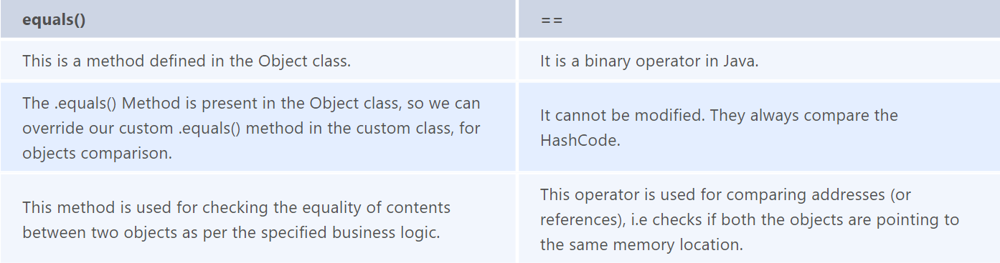 equals()
==
This is a method defined in the Object class.
It is a binary operator in Java.
The .equals() Method is present in the Object class, so we can
override our custom .equals() method in the custom class, for
objects comparison.
It cannot be modified. They always compare the
HashCode.
This method is used for checking the equality of contents
between two objects as per the specified business logic.
This operator is used for comparing addresses (or
references), i.e checks if both the objects are pointing to
the same memory location.